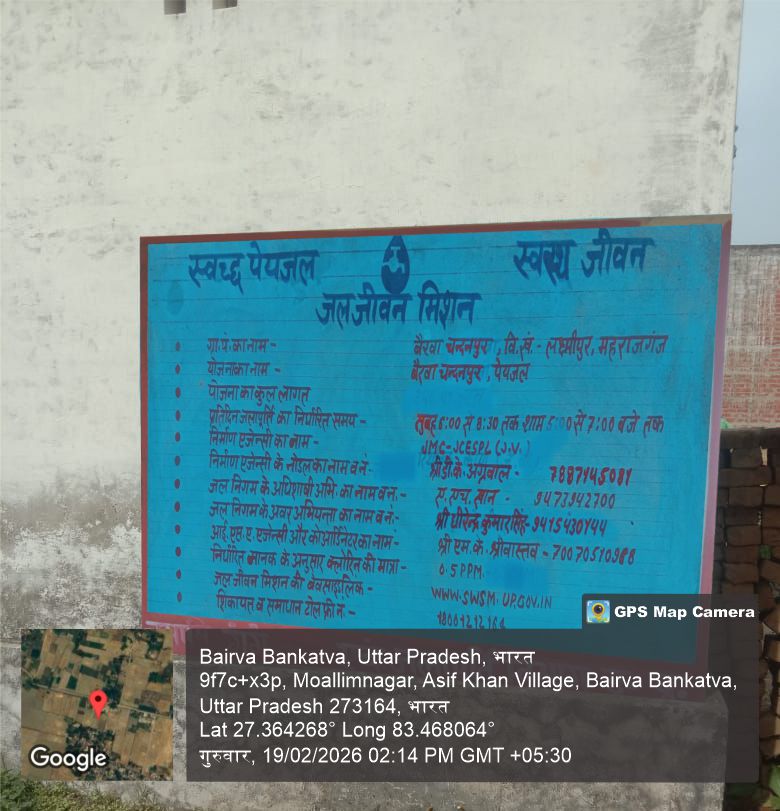 स्वच्छ पेयजल स्वस्थ जीवन
जल जीवन मिशन
ग्रा.पं. का नाम - बैरवा चन्दनपुर, वि.खं. - लक्ष्मीपुर, महराजगंज
योजना का नाम - बैरवा चन्दनपुर, पेयजल
योजना का कुल लागत
प्रतिदिन जलापूर्ति का निर्धारित समय - सुबह 6:00 से 8:30 तक शाम 5:00 से 7:00 बजे तक
निर्माण एजेन्सी का नाम - JMC-JCESPL (J.V.)
निर्माण एजेन्सी के नोडल का नाम व नं. श्री डी.के. अग्रवाल - 7887145081
जल निगम के अधिशाषी अभि. का नाम व नं. - ए. एच. खान - 9473942700
जल निगम के अवर अभियन्ता का नाम व नं:- श्री धीरेन्द्र कुमार सिंह - 9415430144
आई.एस.ए. एजेन्सी और कोआर्डिनेटर का नाम - श्री एम.के. श्रीवास्तव - 7007051098
निर्धारित मानक के अनुसार क्लोरिन की मात्रा - 0.5 PPM.
जल जीवन मिशन की बेवसाइलिक - WWW.SWSM.UP.GOV.IN
शिकायत व समाधान टोल फ्री नं. - 18001212164
GPS Map Camera
Bairva Bankatva, Uttar Pradesh, भारत
9f7c+x3p, Moallimnagar, Asif Khan Village, Bairva Bankatva,
Uttar Pradesh 273164, भारत
Lat 27.364268° Long 83.468064°
गुरुवार, 19/02/2026 02:14 PM GMT +05:30
Google